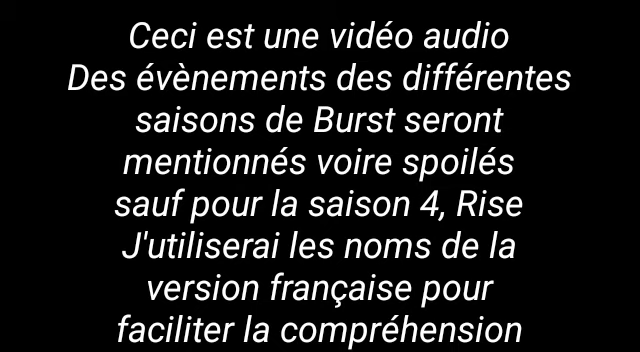 Ceci est une vidéo audio
Des évènements des différentes
saisons de Burst seront
mentionnés voire spoilés
sauf pour la saison 4, Rise
J'utiliserai les noms de la
version française pour
faciliter la compréhension